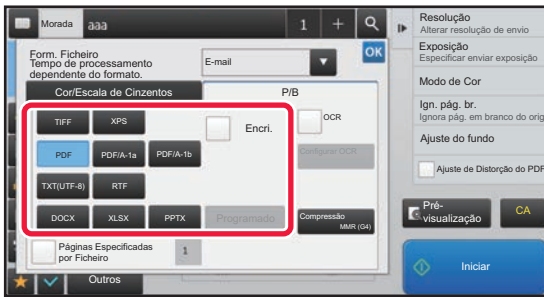 Morada aaa 1 + Resolução
Alterar resolução de envio
Form. Ficheiro
Tempo de processamento
dependente do formato.
E-mail
OK
Exposição
Especificar enviar exposição
Cor/Escala de Cinzentos P/B
Modo de Cor
Ign. pág. br.
Ignora pág. em branco do orig
TIFF XPS Encri. OCR
Ajuste do fundo
PDF PDF/A-1a PDF/A-1b Configurar OCR
Ajuste de Distorção do PDF
TXT(UTF-8) RTF
DOCX XLSX PPTX Programado Compressão
MMR (G4)
Pré-
visualização
CA
Páginas Especificadas
por Ficheiro
1
Outros
Iniciar